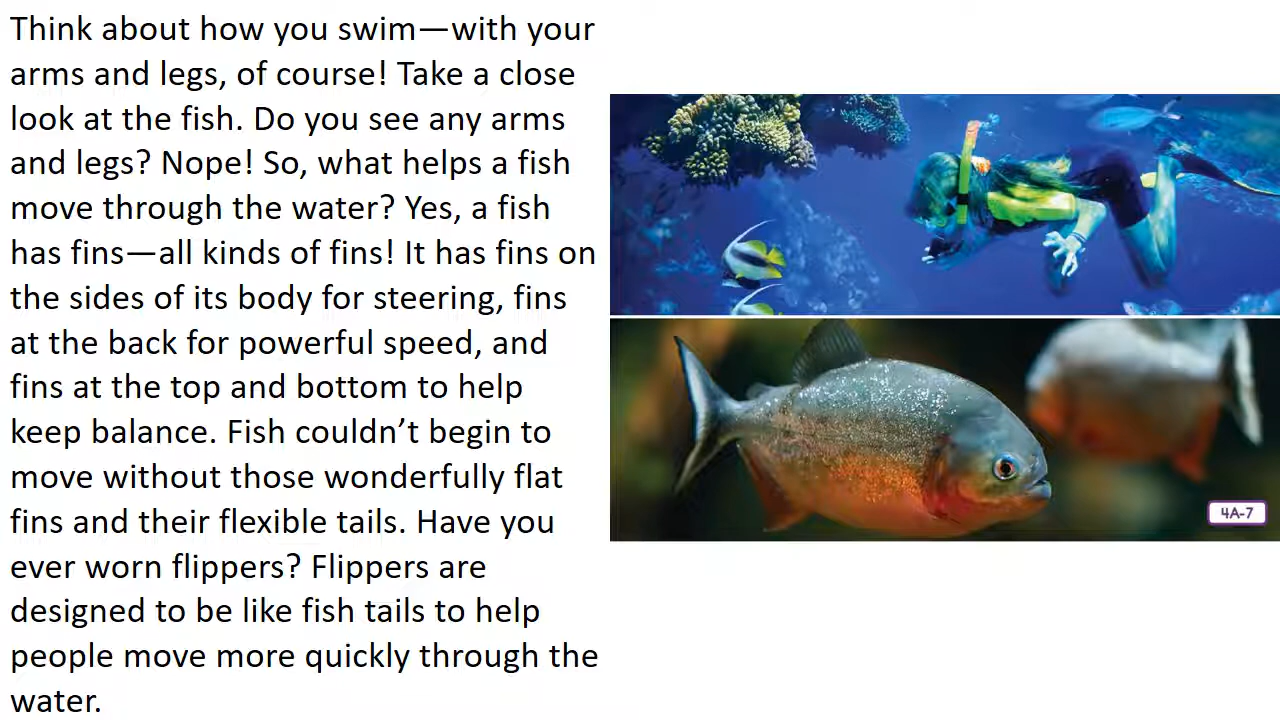 Think about how you swim—with your
arms and legs, of course! Take a close
look at the fish. Do you see any arms
and legs? Nope! So, what helps a fish
move through the water? Yes, a fish
has fins—all kinds of fins! It has fins on
the sides of its body for steering, fins
at the back for powerful speed, and
fins at the top and bottom to help
keep balance. Fish couldn’t begin to
move without those wonderfully flat
fins and their flexible tails. Have you
ever worn flippers? Flippers are
designed to be like fish tails to help
people move more quickly through the
water.
4A-7